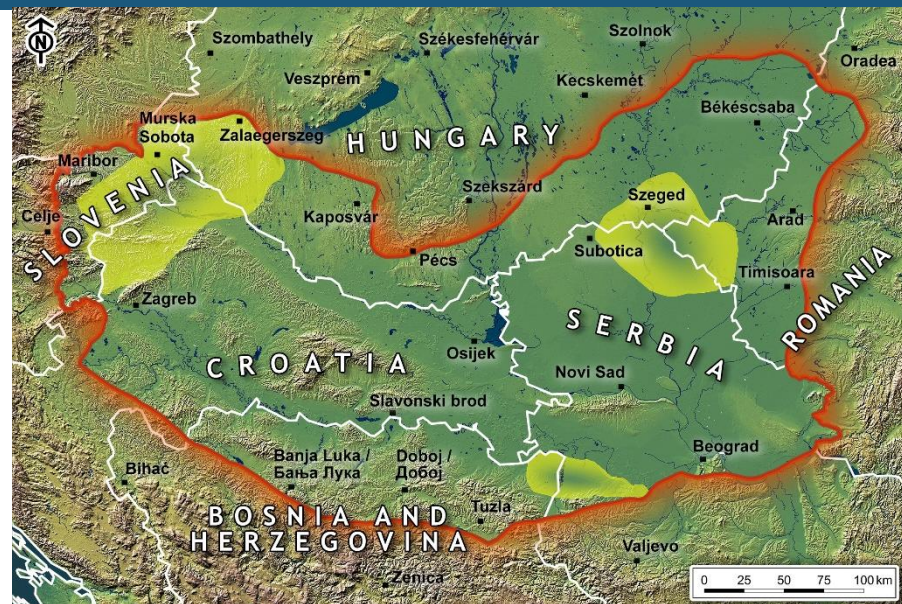 N
Szombathely
Székesfehérvár
Szolnok
Oradea
Veszprém
Kecskemét
Békéscsaba
Murska
Sobota
Zalaegerszeg
HUNGARY
Maribor
SLOVENIA
Celje
Kaposvár
Szekszárd
Szeged
Arad
Pécs
Subotica
Timisoara
ROMANIA
Zagreb
SERBIA
CROATIA
Osijek
Novi Sad
Slavonski brod
Beograd
Bihać
Banja Luka /
Бања Лука
Doboj /
Добој
Tuzla
BOSNIA AND
HERZEGOVINA
Valjevo
Zenica
0 25 50 75 100 km